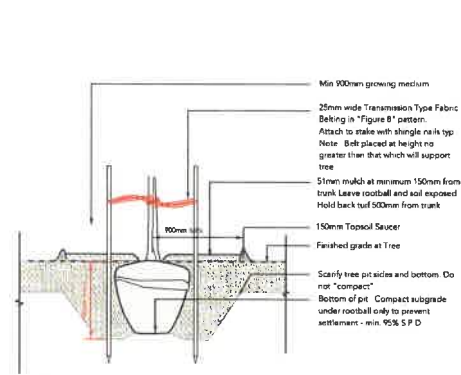 Min 900mm growing medium
25mm wide Transmission Type Fabric
Belting in "Figure 8" pattern.
Attach to stake with shingle nails typ
Note Belt placed at height no
greater than that which will support
tree
51mm mulch at minimum 150mm from
trunk Leave rootball and soil exposed
Hold back turf 500mm from trunk
900mm
150mm Topsoil Saucer
Finished grade at Tree
Scarify tree pit sides and bottom. Do
not "compact"
Bottom of pit Compact subgrade
under rootball only to prevent
settlement - min. 95% S P D